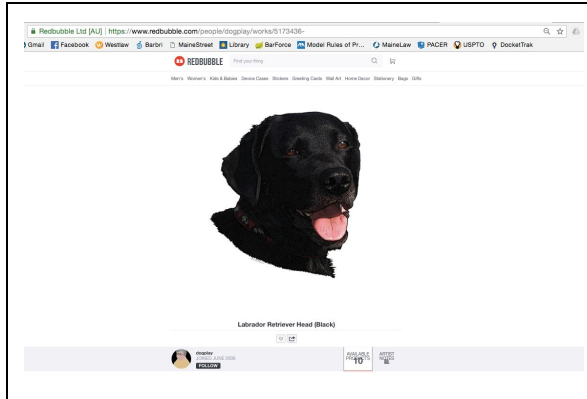 Redbubble Ltd [AU] | https://www.redbubble.com/people/dogplay/works/5173436-
Gmail Facebook Westlaw Barbri MaineStreet Library BarForce Model Rules of Pr... MaineLaw PACER USPTO DocketTrak
REDBUBBLE Find your thing
Men's Women's Kids & Babies Device Cases Stickers Greeting Cards Wall Art Home Decor Stationery Bags Gifts
Labrador Retriever Head (Black)
dogplay
JOINED JUNE
FOLLOW
AVAILABLE PRODUCTS
10
ARTIST NOTES